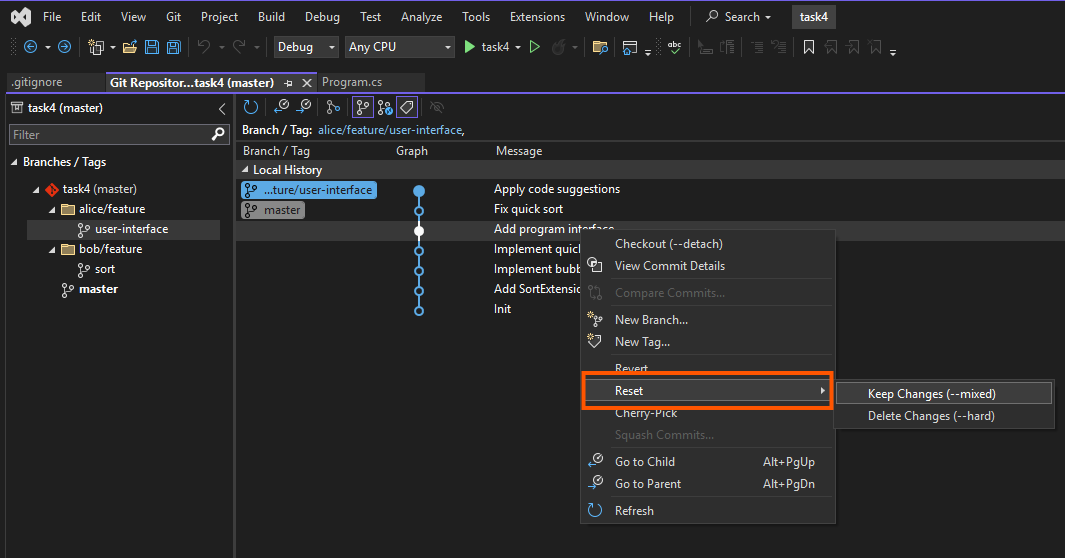 File Edit View Git Project Build Debug Test Analyze Tools Extensions Window Help Search task4
Debug Any CPU task4
.gitignore Git Repositor...task4 (master) Program.cs
task4 (master)
Filter
Branches / Tags
task4 (master)
alice/feature
user-interface
bob/feature
sort
master
Branch / Tag: alice/feature/user-interface,
Branch / Tag Graph Message
Local History
...ture/user-interface Apply code suggestions
master Fix quick sort
Add program interface
Implement quic
Implement bubb
Add SortExtensio
Init
Checkout (--detach)
View Commit Details
Compare Commits...
New Branch...
New Tag...
Revert
Reset
Cherry-Pick
Squash Commits...
Go to Child Alt+PgUp
Go to Parent Alt+PgDn
Refresh
Keep Changes (--mixed)
Delete Changes (--hard)